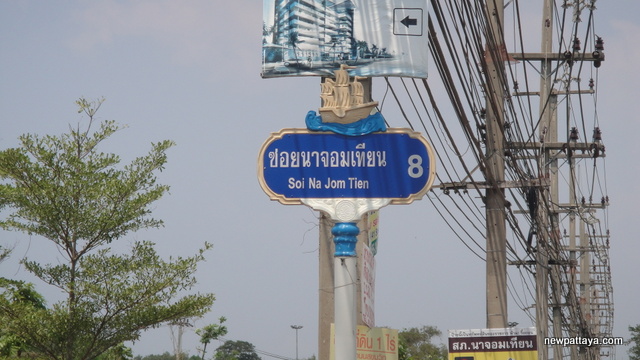 ซอยนาจอมเทียน 8
Soi Na Jom Tien
สภ.นาจอมเทียน
newpattaya.com